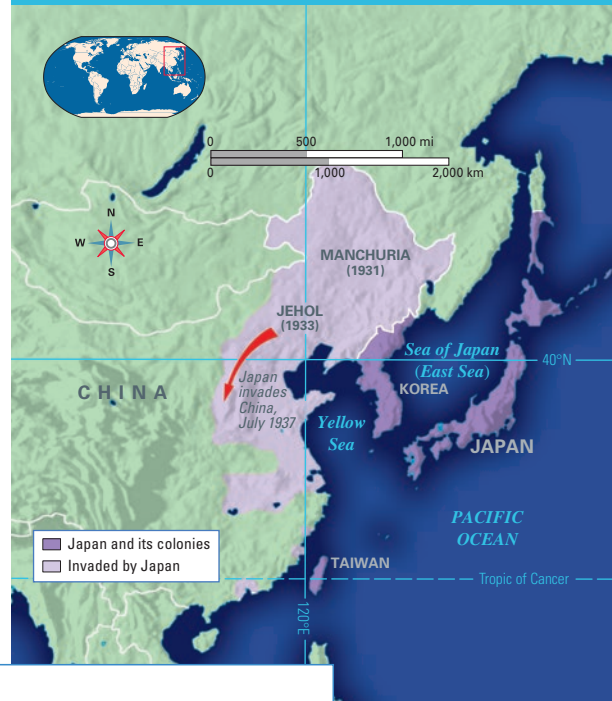 0 500 1,000 mi
0 1,000 2,000 km
N
W E
S
MANCHURIA
(1931)
JEHOL
(1933)
Sea of Japan
(East Sea)
40°N
CHINA
Japan
invades
China,
July 1937
KOREA
Yellow
Sea
JAPAN
PACIFIC
OCEAN
Japan and its colonies
Invaded by Japan
TAIWAN
Tropic of Cancer
120°E